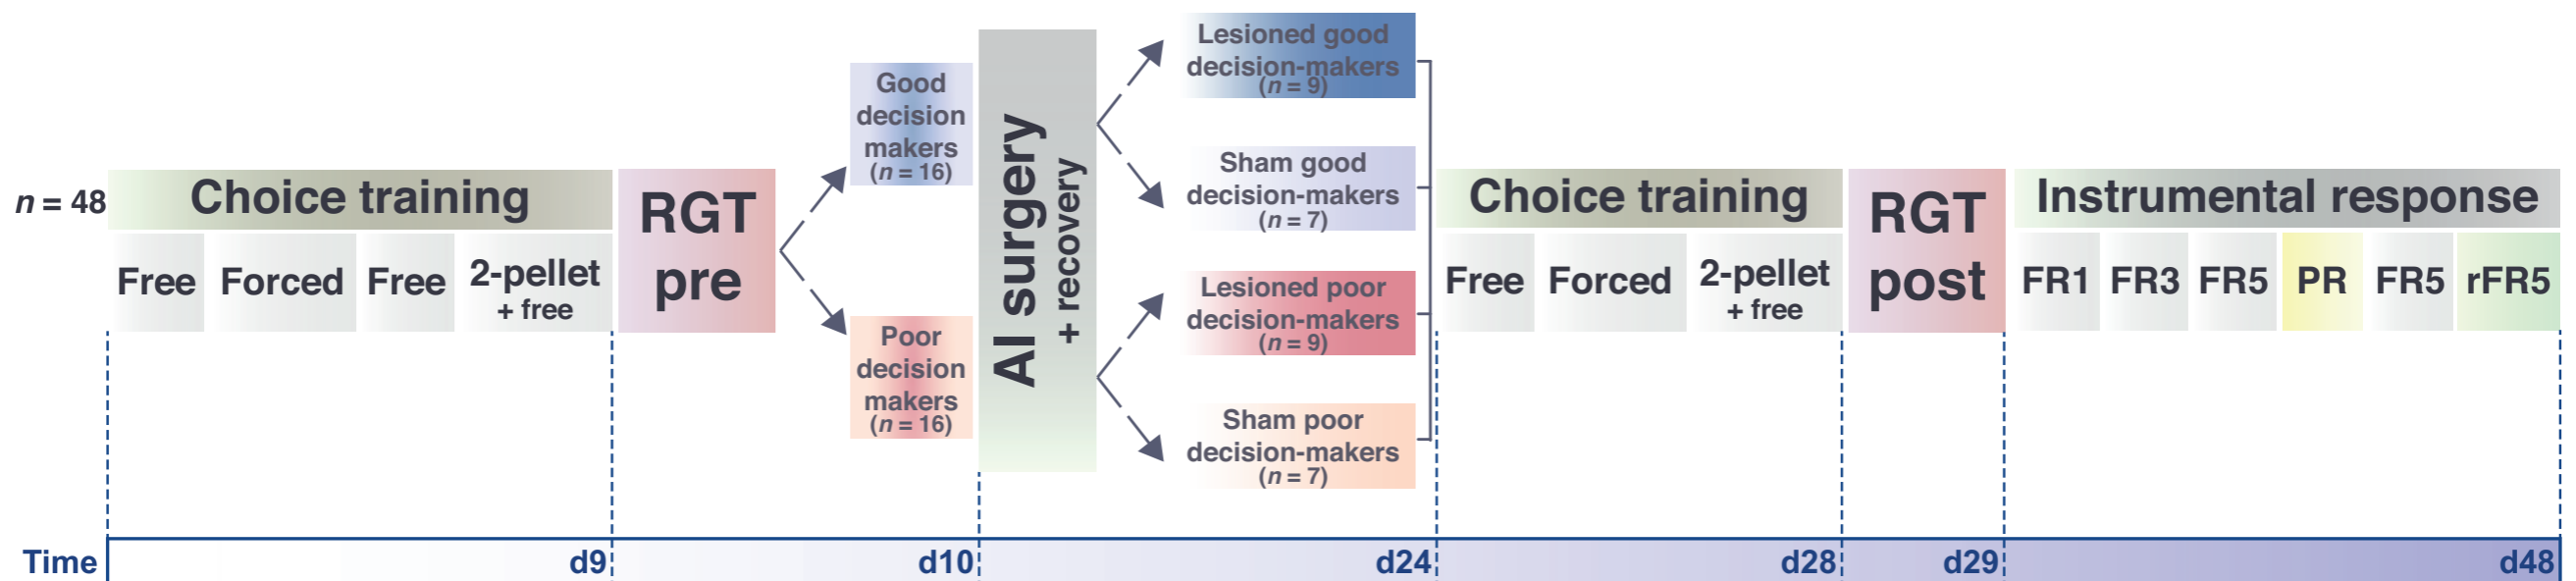 n = 48
Choice training
Free
Forced
Free
2-pellet
+ free
RGT
pre
Good
decision
makers
(n = 16)
Poor
decision
makers
(n = 16)
AI surgery
+ recovery
Lesioned good
decision-makers
(n = 9)
Sham good
decision-makers
(n = 7)
Lesioned poor
decision-makers
(n = 9)
Sham poor
decision-makers
(n = 7)
Choice training
Free
Forced
2-pellet
+ free
RGT
post
Instrumental response
FR1
FR3
FR5
PR
FR5
rFR5
Time
d9
d10
d24
d28
d29
d48